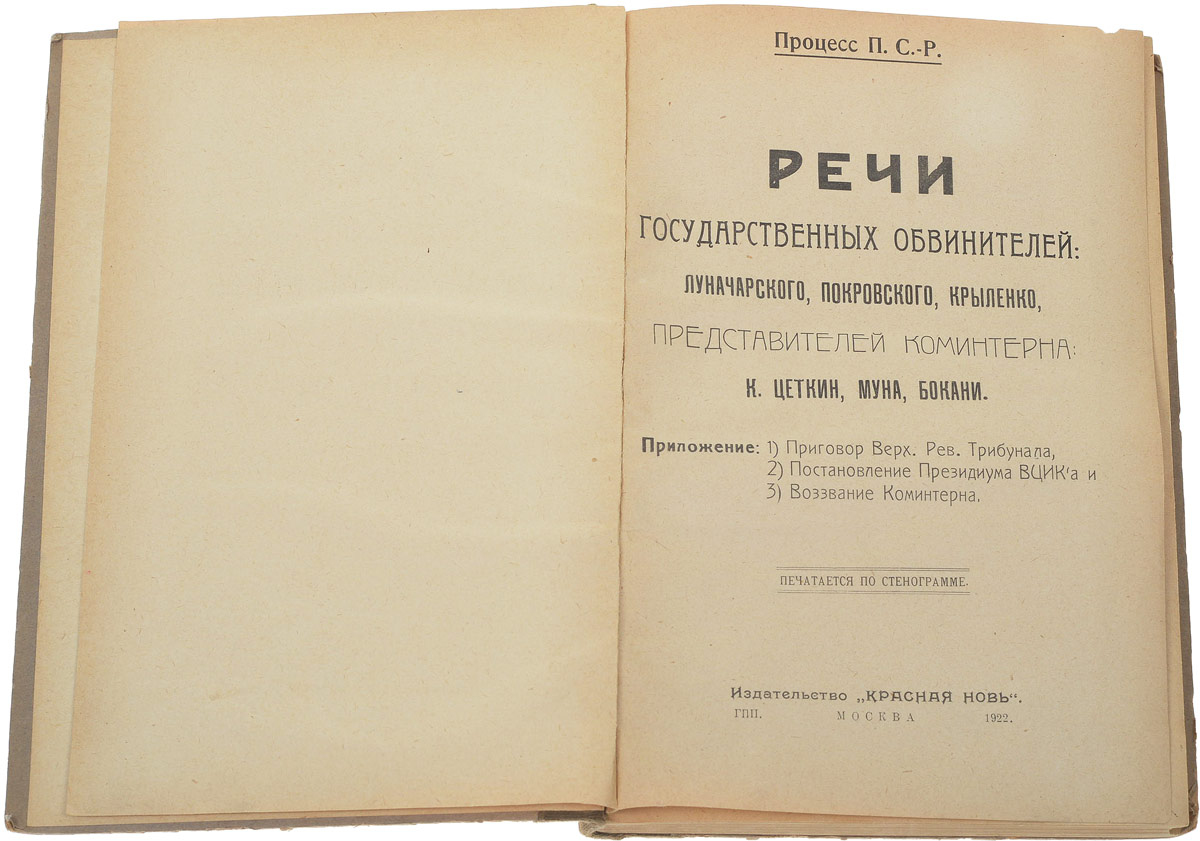 Процесс П. С.-Р.
РЕЧИ
ГОСУДАРСТВЕННЫХ ОБВИНИТЕЛЕЙ:
ЛУНАЧАРСКОГО, ПОКРОВСКОГО, КРЫЛЕНКО,
ПРЕДСТАВИТЕЛЕЙ КОМИНТЕРНА:
К. ЦЕТКИН, МУНА, БОКАНИ.
Приложение: 1) Приговор Верх. Рев. Трибунала,
2) Постановление Президиума ВЦИК'а и
3) Воззвание Коминтерна.
ПЕЧАТАЕТСЯ ПО СТЕНОГРАММЕ.
Издательство „КРАСНАЯ НОВЬ“.
ГПП. МОСКВА 1922.